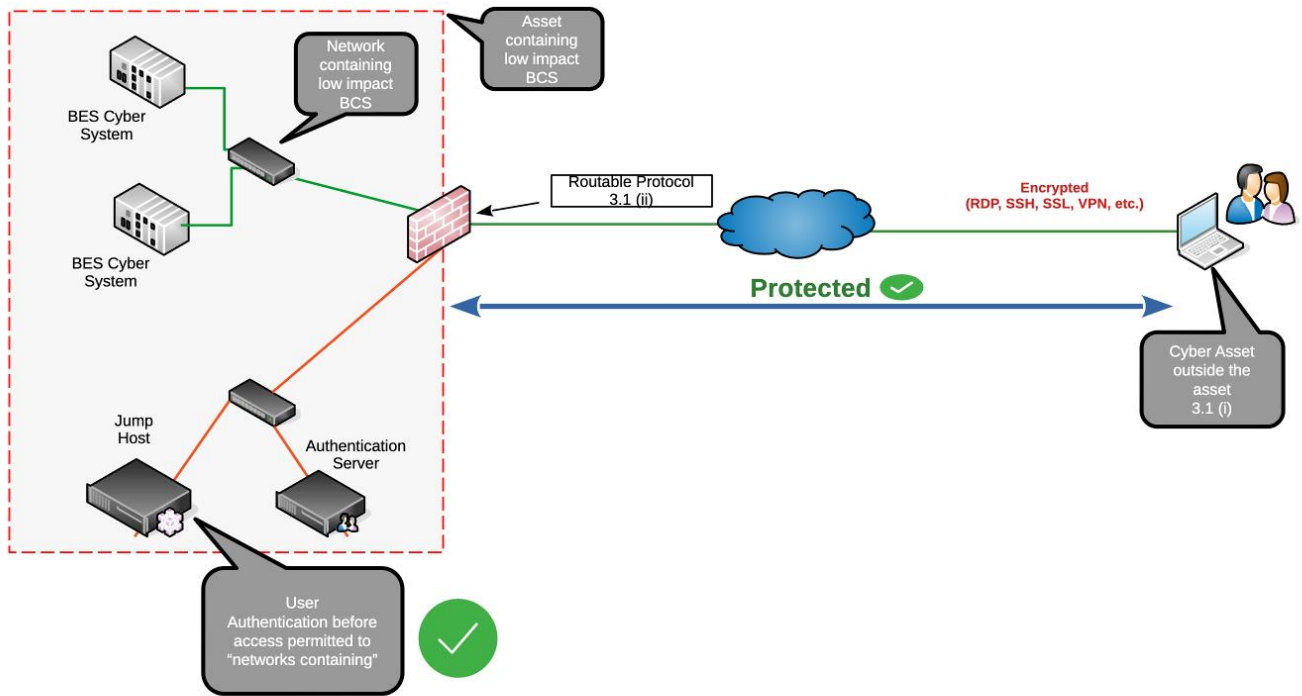 Asset
containing
low impact
BCS
Network
containing
low impact
BCS
BES Cyber
System
BES Cyber
System
Routable Protocol
3.1 (ii)
Encrypted
(RDP, SSH, SSL, VPN, etc.)
Protected
Cyber Asset
outside the
asset
3.1 (i)
Jump
Host
Authentication
Server
User
Authentication before
access permitted to
“networks containing”